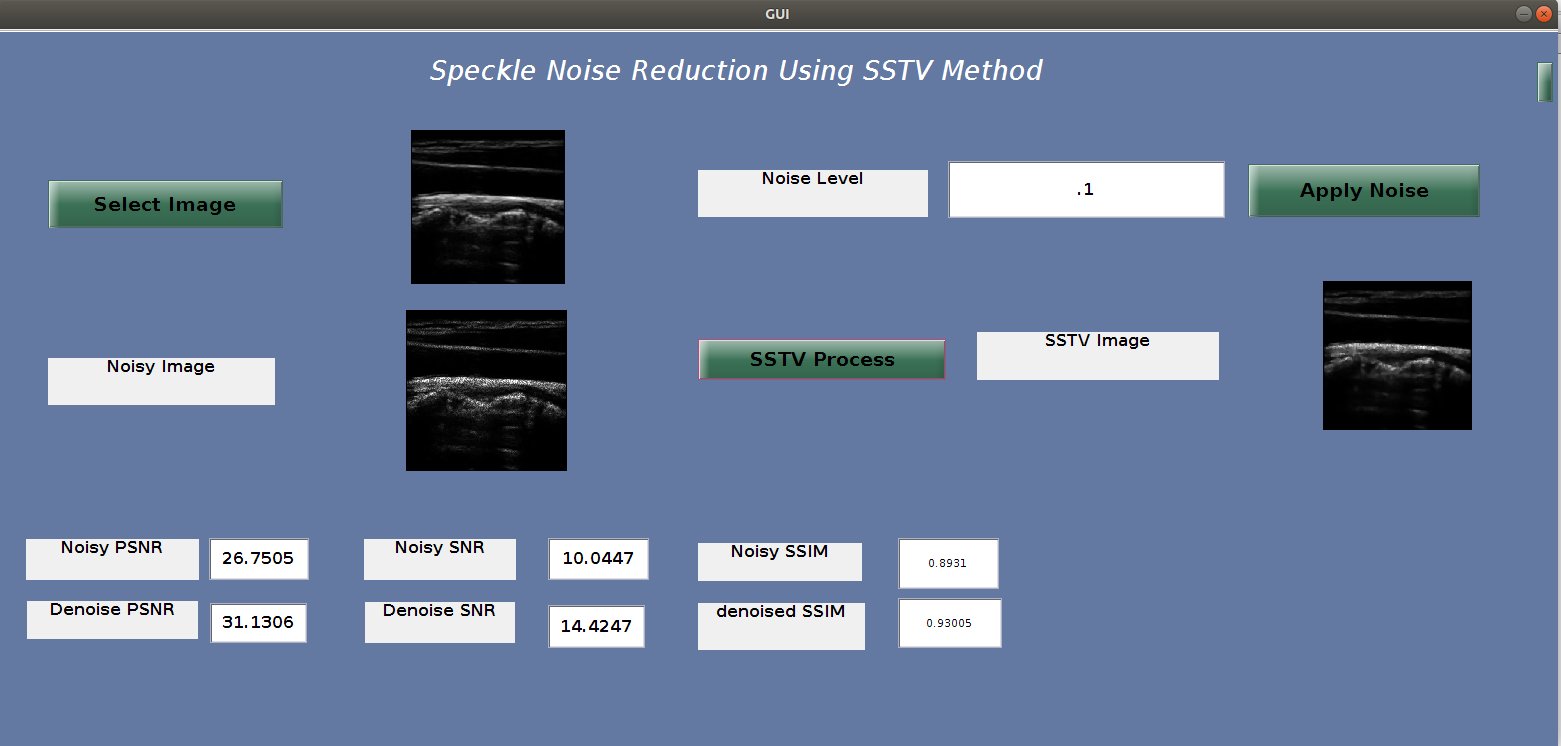 GUI
Speckle Noise Reduction Using SSTV Method
Select Image
Noise Level
.1
Apply Noise
Noisy Image
SSTV Process
SSTV Image
Noisy PSNR
26.7505
Noisy SNR
10.0447
Noisy SSIM
0.8931
Denoise PSNR
31.1306
Denoise SNR
14.4247
denoised SSIM
0.93005